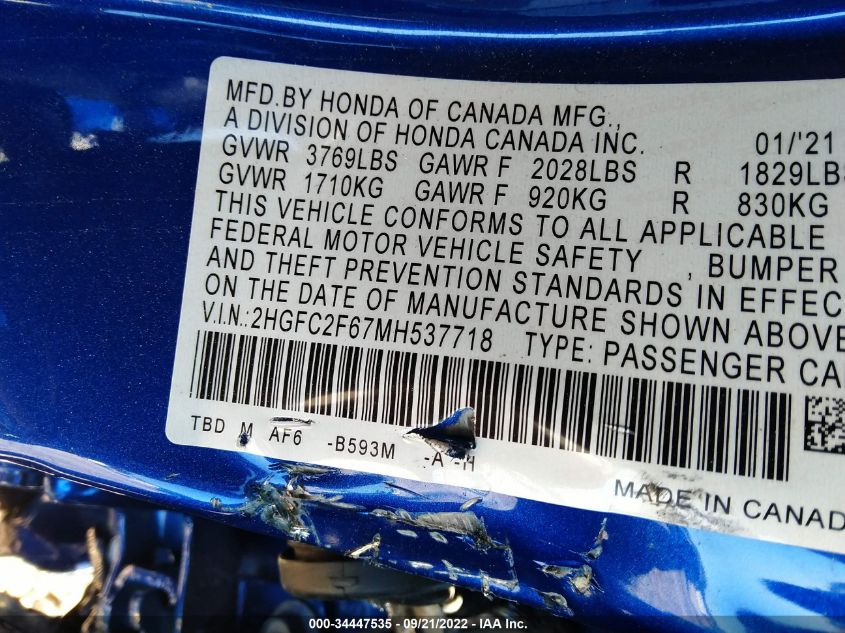 MFD.BY HONDA OF CANADA MFG.,
A DIVISION OF HONDA CANADA INC. 01/'21
GVWR 3769LBS GAWR F 2028LBS R 1829LBS
GVWR 1710KG GAWR F 920KG R 830KG
THIS VEHICLE CONFORMS TO ALL APPLICABLE
FEDERAL MOTOR VEHICLE SAFETY , BUMPER
AND THEFT PREVENTION STANDARDS IN EFFEC
ON THE DATE OF MANUFACTURE SHOWN ABOVE
V.I.N.:2HGFC2F67MH537718 TYPE: PASSENGER CA
TBD M AF6 -B593M -A -H
MADE IN CANAD
000-34447535 - 09/21/2022 - IAA Inc.